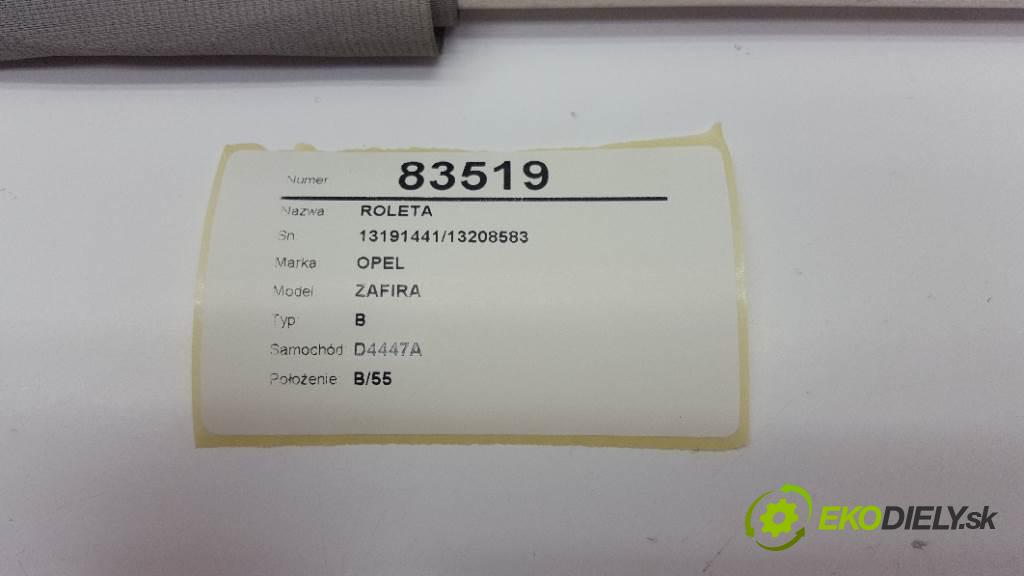 Numer 83519
Nazwa ROLETA
Sn 13191441/13208583
Marka OPEL
Model ZAFIRA
Typ: B
Samochód: D4447A
Położenie: B/55
EKODIELY.sk